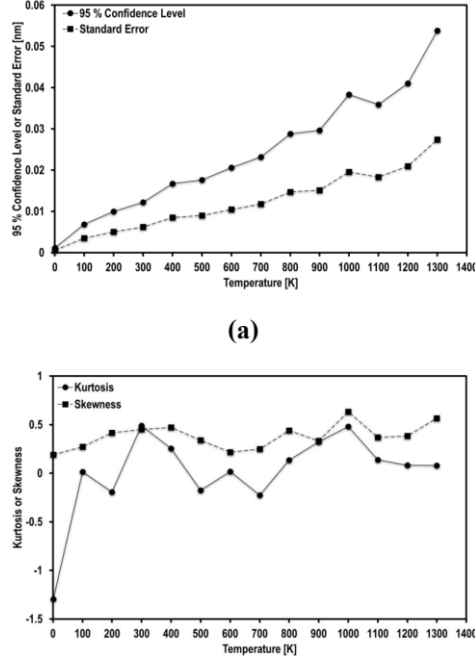 0.06
95 % Confidence Level
Standard Error
0.05
0.04
0.03
0.02
0.01
0
95 % Confidence Level or Standard Error [nm]
0 100 200 300 400 500 600 700 800 900 1000 1100 1200 1300 1400
Temperature [K]
(a)
1
Kurtosis
Skewness
0.5
0
-0.5
-1
-1.5
Kurtosis or Skewness
0 100 200 300 400 500 600 700 800 900 1000 1100 1200 1300 1400
Temperature [K]